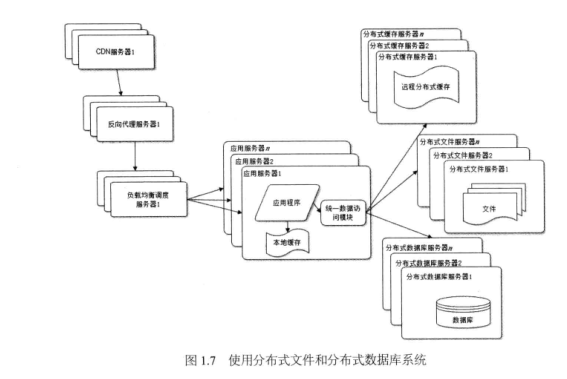 CDN服务器1
反向代理服务器1
负载均衡调度
服务器1
应用服务器n
应用服务器2
应用服务器1
应用程序
统一数据访
问模块
本地缓存
分布式缓存服务器n
分布式缓存服务器2
分布式缓存服务器1
远程分布式缓存
分布式文件服务器n
分布式文件服务器2
分布式文件服务器1
文件
分布式数据库服务器n
分布式数据库服务器2
分布式数据库服务器1
数据库
图 1.7 使用分布式文件和分布式数据库系统